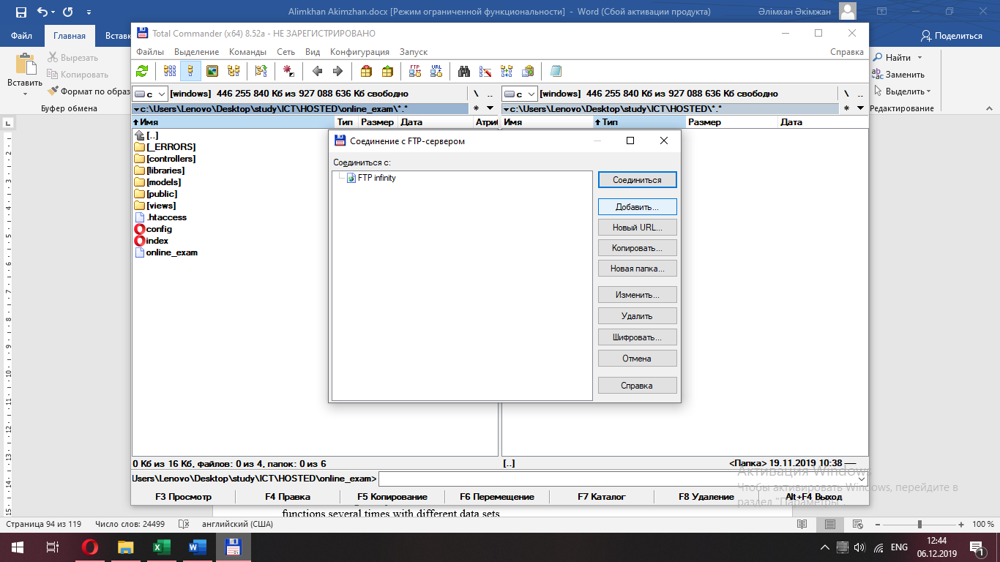 Alimkhan Akimzhan.docx [Режим ограниченной функциональности] - Word (Сбой активации продукта)
Әлімхан Әкімжан
Файл
Главная
Встав
Поделиться
Вырезать
Копировать
Формат по образ
Вставить
Буфер обмена
Найти
Заменить
Выделить
Редактирование
Total Commander (x64) 8.52a - НЕ ЗАРЕГИСТРИРОВАНО
Файлы Выделение Команды Сеть Вид Конфигурация Запуск Справка
FTP
URL
c [windows] 446 255 840 Кб из 927 088 636 Кб свободно \ ..
c [windows] 446 255 840 Кб из 927 088 636 Кб свободно \ ..
c:\Users\Lenovo\Desktop\study\ICT\HOSTED\online_exam\*.* *
c:\Users\Lenovo\Desktop\study\ICT\HOSTED\*.* *
Имя Тип Размер Дата Атри
Имя Тип Размер Дата
[..]
[_ERRORS]
[controllers]
[libraries]
[models]
[public]
[views]
.htaccess
config
index
online_exam
Соединение с FTP-сервером
Соединиться с:
FTP infinity
Соединиться
Добавить...
Новый URL...
Копировать...
Новая папка...
Изменить...
Удалить
Шифровать...
Отмена
Справка
0 Кб из 16 Кб, файлов: 0 из 4, папок: 0 из 6
[..] <Папка> 19.11.2019 10:38 —
Users\Lenovo\Desktop\study\ICT\HOSTED\online_exam>
F3 Просмотр F4 Правка F5 Копирование F6 Перемещение F7 Каталог F8 Удаление Alt+F4 Выход
Активация Windows
Чтобы активировать Windows, перейдите в
раздел "Параметры".
functions several times with different data sets
Страница 94 из 119 Число слов: 24499 английский (США) 100 %
ENG
12:44
06.12.2019
1